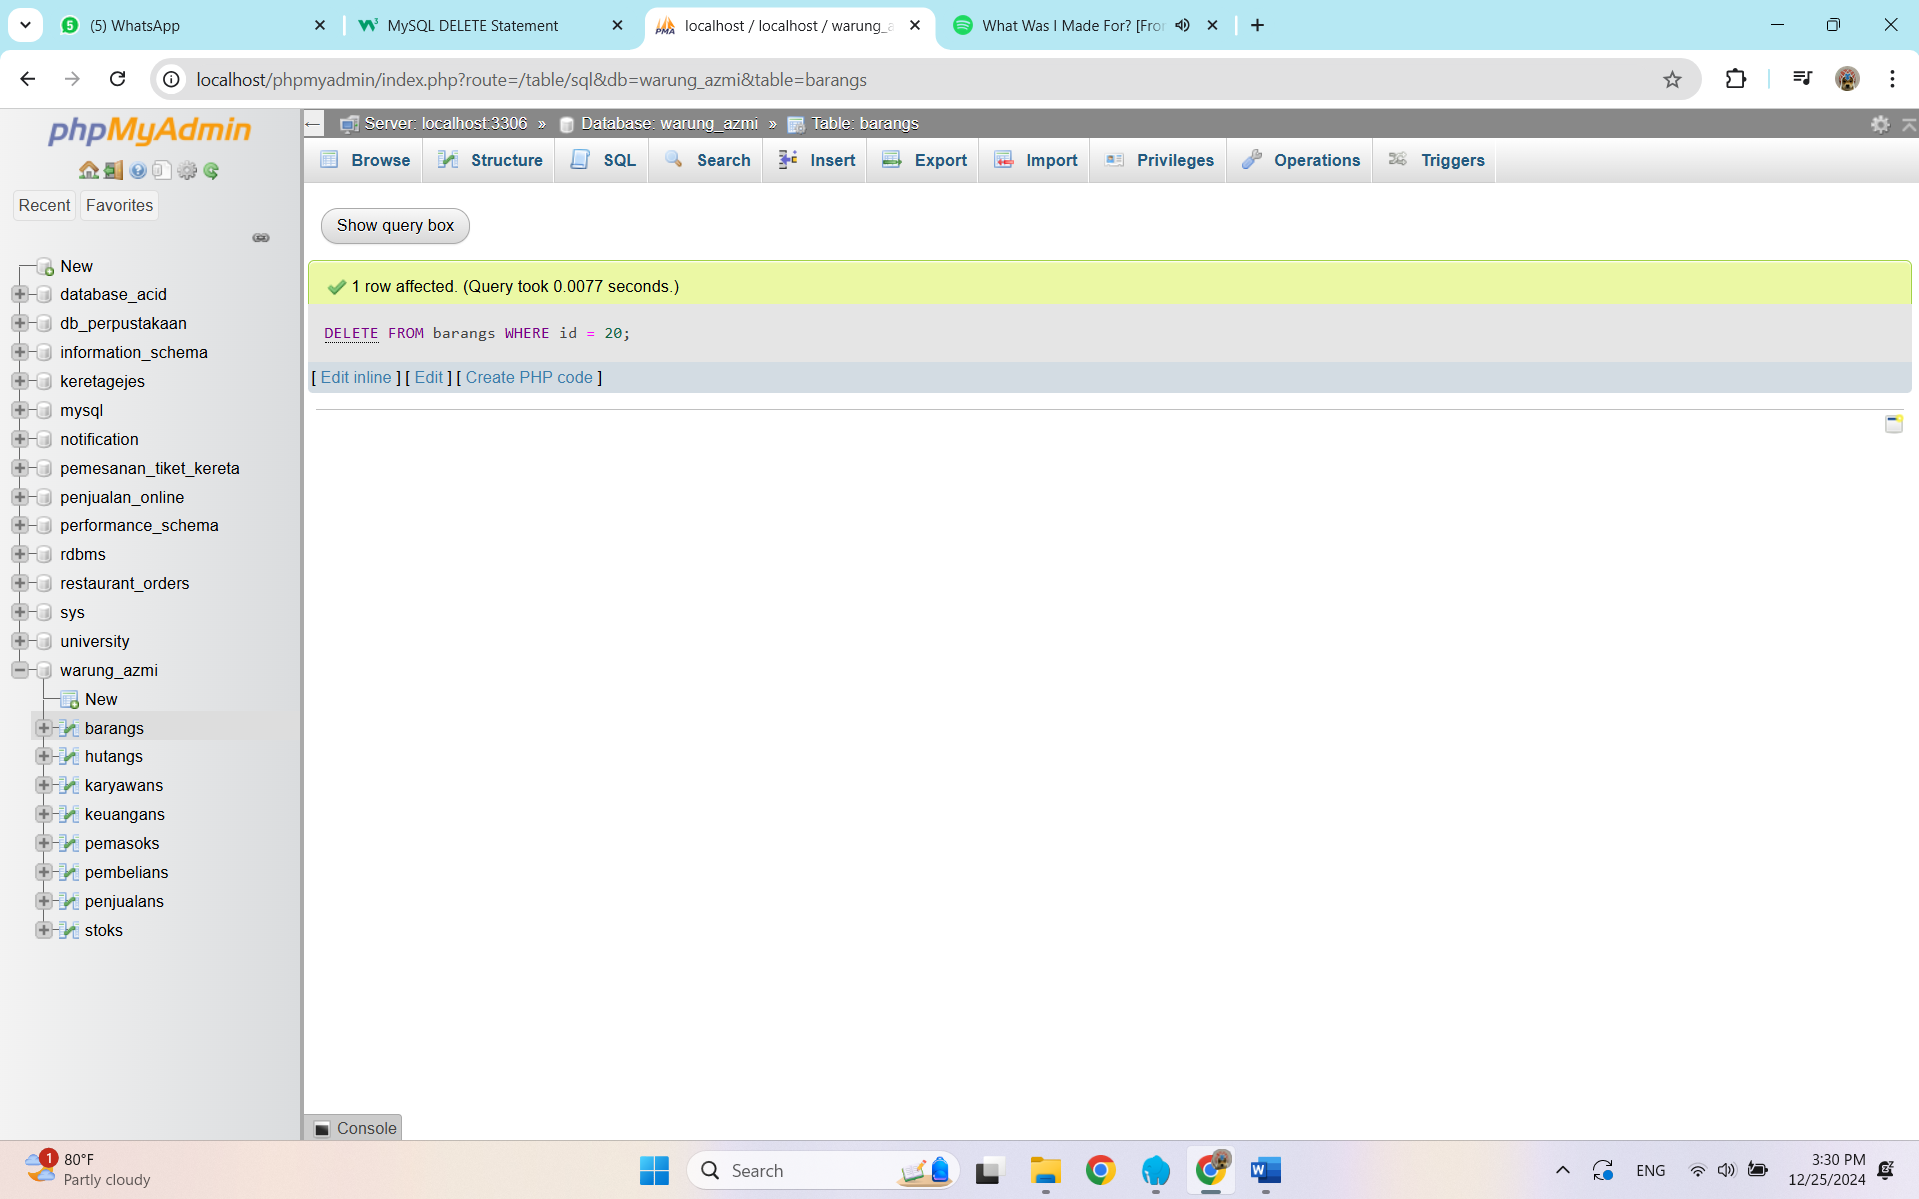 (5) WhatsApp
MySQL DELETE Statement
localhost / localhost / warung_a
What Was I Made For? [Fror
localhost/phpmyadmin/index.php?route=/table/sql&db=warung_azmi&table=barangs
phpMyAdmin
Recent
Favorites
New
database_acid
db_perpustakaan
information_schema
keretagejes
mysql
notification
pemesanan_tiket_kereta
penjualan_online
performance_schema
rdbms
restaurant_orders
sys
university
warung_azmi
New
barangs
hutangs
karyawans
keuangans
pemasoks
pembelians
penjualans
stoks
Server: localhost:3306 » Database: warung_azmi » Table: barangs
Browse
Structure
SQL
Search
Insert
Export
Import
Privileges
Operations
Triggers
Show query box
1 row affected. (Query took 0.0077 seconds.)
DELETE FROM barangs WHERE id = 20;
[ Edit inline ] [ Edit ] [ Create PHP code ]
Console
1
80°F
Partly cloudy
Search
ENG
3:30 PM
12/25/2024